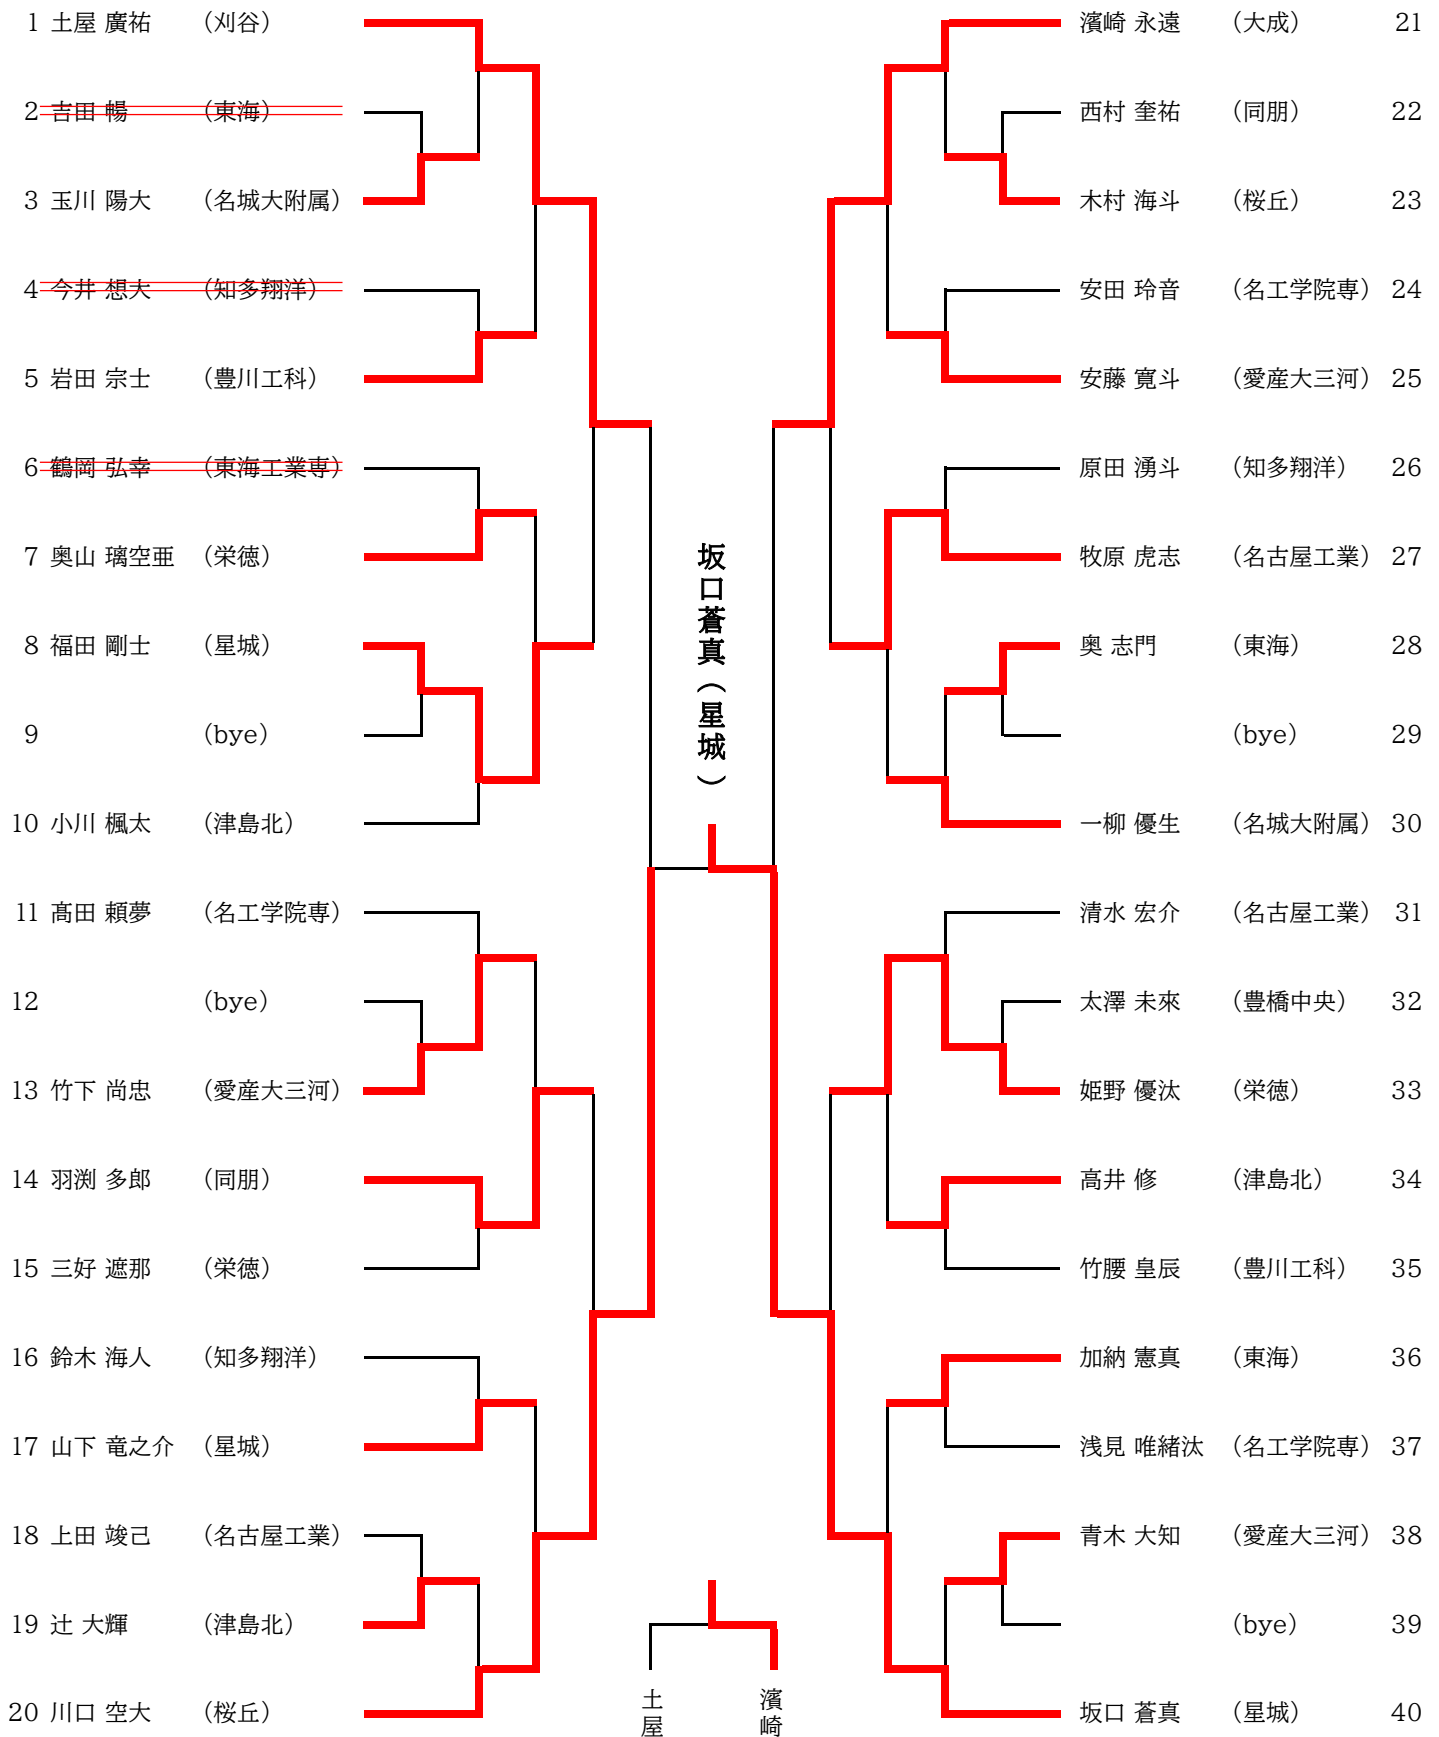 1 土屋 廣祐 （刈谷）
2 吉田 暢 （東海）
3 玉川 陽大 （名城大附属）
4 今井 想大 （知多翔洋）
5 岩田 宗士 （豊川工科）
6 鶴岡 弘幸 （東海工業専）
7 奥山 璃空亜 （栄徳）
8 福田 剛士 （星城）
9 （bye）
10 小川 楓太 （津島北）
11 髙田 頼夢 （名工学院専）
12 （bye）
13 竹下 尚忠 （愛産大三河）
14 羽渕 多郎 （同朋）
15 三好 遮那 （栄徳）
16 鈴木 海人 （知多翔洋）
17 山下 竜之介 （星城）
18 上田 竣己 （名古屋工業）
19 辻 大輝 （津島北）
20 川口 空大 （桜丘）
坂口蒼真（星城）
土屋
濱崎
濱崎 永遠 （大成） 21
西村 奎祐 （同朋） 22
木村 海斗 （桜丘） 23
安田 玲音 （名工学院専） 24
安藤 寛斗 （愛産大三河） 25
原田 湧斗 （知多翔洋） 26
牧原 虎志 （名古屋工業） 27
奥 志門 （東海） 28
（bye） 29
一柳 優生 （名城大附属） 30
清水 宏介 （名古屋工業） 31
太澤 未來 （豊橋中央） 32
姫野 優汰 （栄徳） 33
高井 修 （津島北） 34
竹腰 皇辰 （豊川工科） 35
加納 憲真 （東海） 36
浅見 唯緒汰 （名工学院専） 37
青木 大知 （愛産大三河） 38
（bye） 39
坂口 蒼真 （星城） 40